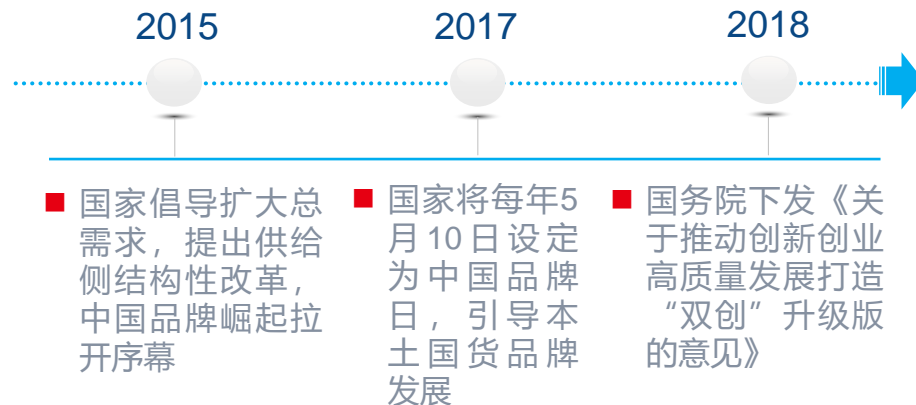 2015
2017
2018
国家倡导扩大总
需求，提出供给
侧结构性改革，
中国品牌崛起拉
开序幕
国家将每年5
月10日设定
为中国品牌
日，引导本
土国货品牌
发展
国务院下发《关
于推动创新创业
高质量发展打造
“双创”升级版
的意见》